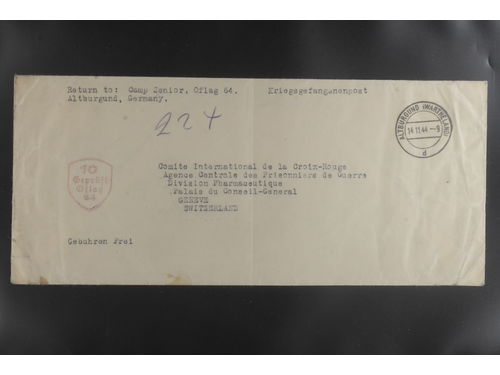 Return to: Camp Senior, Oflag 64. Kriegsgefangenenpost
Altburgund, Germany.
224
ALTBURGUND (WARTHELAND)
14.11.44 --9
d
10
Geprüft
Oflag
64
Comite International de la Croix-Rouge
Agence Centrale des Prisonniers de Guerre
Division Pharmaceutique
Palais du Conseil-General
GENEVE
SWITZERLAND
Gebuhren Frei